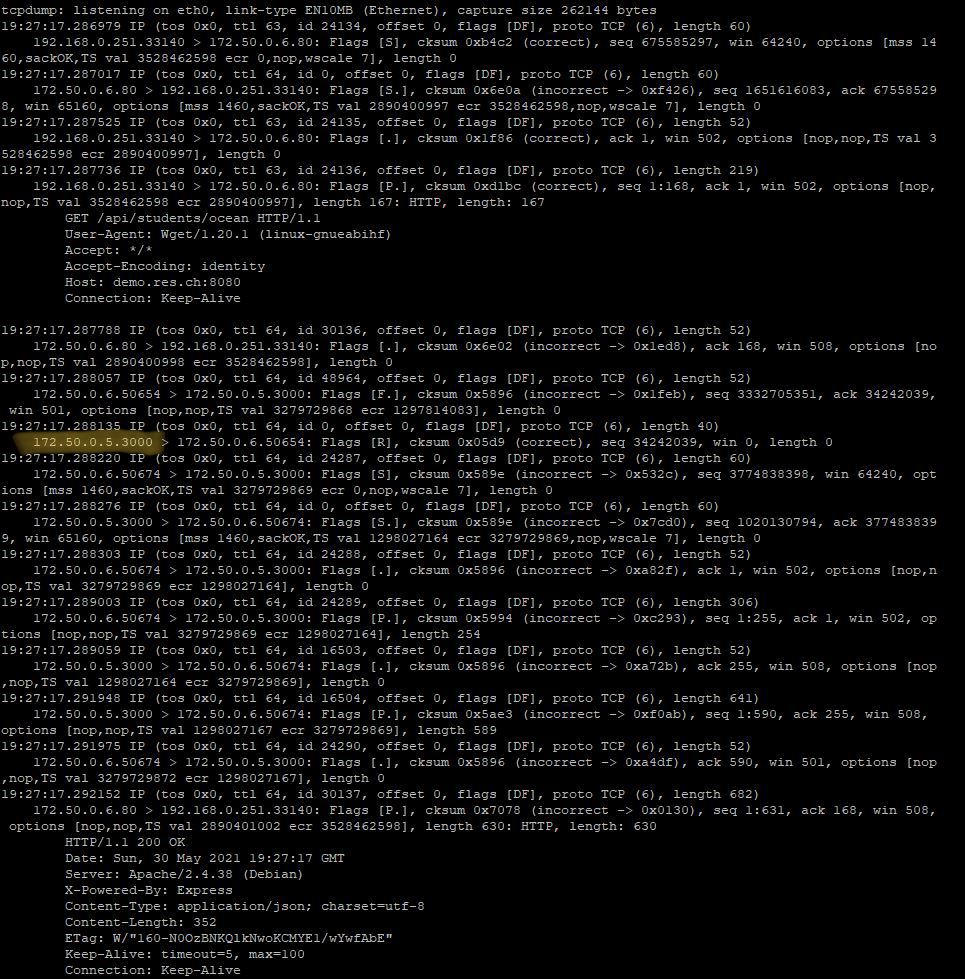 tcpdump: listening on eth0, link-type EN10MB (Ethernet), capture size 262144 bytes
19:27:17.286979 IP (tos 0x0, ttl 63, id 24134, offset 0, flags [DF], proto TCP (6), length 60)
    192.168.0.251.33140 > 172.50.0.6.80: Flags [S], cksum 0xb4c2 (correct), seq 675585297, win 64240, options [mss 14
60,sackOK,TS val 3528462598 ecr 0,nop,wscale 7], length 0
19:27:17.287017 IP (tos 0x0, ttl 64, id 0, offset 0, flags [DF], proto TCP (6), length 60)
    172.50.0.6.80 > 192.168.0.251.33140: Flags [S.], cksum 0x6e0a (incorrect -> 0xf426), seq 1651616083, ack 67558529
8, win 65160, options [mss 1460,sackOK,TS val 2890400997 ecr 3528462598,nop,wscale 7], length 0
19:27:17.287525 IP (tos 0x0, ttl 63, id 24135, offset 0, flags [DF], proto TCP (6), length 52)
    192.168.0.251.33140 > 172.50.0.6.80: Flags [.], cksum 0x1f86 (correct), ack 1, win 502, options [nop,nop,TS val 3
528462598 ecr 2890400997], length 0
19:27:17.287736 IP (tos 0x0, ttl 63, id 24136, offset 0, flags [DF], proto TCP (6), length 219)
    192.168.0.251.33140 > 172.50.0.6.80: Flags [P.], cksum 0xd1bc (correct), seq 1:168, ack 1, win 502, options [nop,
nop,TS val 3528462598 ecr 2890400997], length 167: HTTP, length: 167
        GET /api/students/ocean HTTP/1.1
        User-Agent: Wget/1.20.1 (linux-gnueabihf)
        Accept: */*
        Accept-Encoding: identity
        Host: demo.res.ch:8080
        Connection: Keep-Alive
19:27:17.287788 IP (tos 0x0, ttl 64, id 30136, offset 0, flags [DF], proto TCP (6), length 52)
    172.50.0.6.80 > 192.168.0.251.33140: Flags [.], cksum 0x6e02 (incorrect -> 0x1ed8), ack 168, win 508, options [no
p,nop,TS val 2890400998 ecr 3528462598], length 0
19:27:17.288057 IP (tos 0x0, ttl 64, id 48964, offset 0, flags [DF], proto TCP (6), length 52)
    172.50.0.6.50654 > 172.50.0.5.3000: Flags [F.], cksum 0x5896 (incorrect -> 0x1feb), seq 3332705351, ack 34242039,
 win 501, options [nop,nop,TS val 3279729868 ecr 1297814083], length 0
19:27:17.288135 IP (tos 0x0, ttl 64, id 0, offset 0, flags [DF], proto TCP (6), length 40)
    172.50.0.5.3000 > 172.50.0.6.50654: Flags [R], cksum 0x05d9 (correct), seq 34242039, win 0, length 0
19:27:17.288220 IP (tos 0x0, ttl 64, id 24287, offset 0, flags [DF], proto TCP (6), length 60)
    172.50.0.6.50674 > 172.50.0.5.3000: Flags [S], cksum 0x589e (incorrect -> 0x532c), seq 3774838398, win 64240, opt
ions [mss 1460,sackOK,TS val 3279729869 ecr 0,nop,wscale 7], length 0
19:27:17.288276 IP (tos 0x0, ttl 64, id 0, offset 0, flags [DF], proto TCP (6), length 60)
    172.50.0.5.3000 > 172.50.0.6.50674: Flags [S.], cksum 0x589e (incorrect -> 0x7cd0), seq 1020130794, ack 377483839
9, win 65160, options [mss 1460,sackOK,TS val 1298027164 ecr 3279729869,nop,wscale 7], length 0
19:27:17.288303 IP (tos 0x0, ttl 64, id 24288, offset 0, flags [DF], proto TCP (6), length 52)
    172.50.0.6.50674 > 172.50.0.5.3000: Flags [.], cksum 0x5896 (incorrect -> 0xa82f), ack 1, win 502, options [nop,n
op,TS val 3279729869 ecr 1298027164], length 0
19:27:17.289003 IP (tos 0x0, ttl 64, id 24289, offset 0, flags [DF], proto TCP (6), length 306)
    172.50.0.6.50674 > 172.50.0.5.3000: Flags [P.], cksum 0x5994 (incorrect -> 0xc293), seq 1:255, ack 1, win 502, op
tions [nop,nop,TS val 3279729869 ecr 1298027164], length 254
19:27:17.289059 IP (tos 0x0, ttl 64, id 16503, offset 0, flags [DF], proto TCP (6), length 52)
    172.50.0.5.3000 > 172.50.0.6.50674: Flags [.], cksum 0x5896 (incorrect -> 0xa72b), ack 255, win 508, options [nop
,nop,TS val 1298027164 ecr 3279729869], length 0
19:27:17.291948 IP (tos 0x0, ttl 64, id 16504, offset 0, flags [DF], proto TCP (6), length 641)
    172.50.0.5.3000 > 172.50.0.6.50674: Flags [P.], cksum 0x5ae3 (incorrect -> 0xf0ab), seq 1:590, ack 255, win 508,
options [nop,nop,TS val 1298027167 ecr 3279729869], length 589
19:27:17.291975 IP (tos 0x0, ttl 64, id 24290, offset 0, flags [DF], proto TCP (6), length 52)
    172.50.0.6.50674 > 172.50.0.5.3000: Flags [.], cksum 0x5896 (incorrect -> 0xa4df), ack 590, win 501, options [nop
,nop,TS val 3279729872 ecr 1298027167], length 0
19:27:17.292152 IP (tos 0x0, ttl 64, id 30137, offset 0, flags [DF], proto TCP (6), length 682)
    172.50.0.6.80 > 192.168.0.251.33140: Flags [P.], cksum 0x7078 (incorrect -> 0x0130), seq 1:631, ack 168, win 508,
 options [nop,nop,TS val 2890401002 ecr 3528462598], length 630: HTTP, length: 630
        HTTP/1.1 200 OK
        Date: Sun, 30 May 2021 19:27:17 GMT
        Server: Apache/2.4.38 (Debian)
        X-Powered-By: Express
        Content-Type: application/json; charset=utf-8
        Content-Length: 352
        ETag: W/"160-N0OzBNKQlkNwoKCMYEl/wYwfAbE"
        Keep-Alive: timeout=5, max=100
        Connection: Keep-Alive